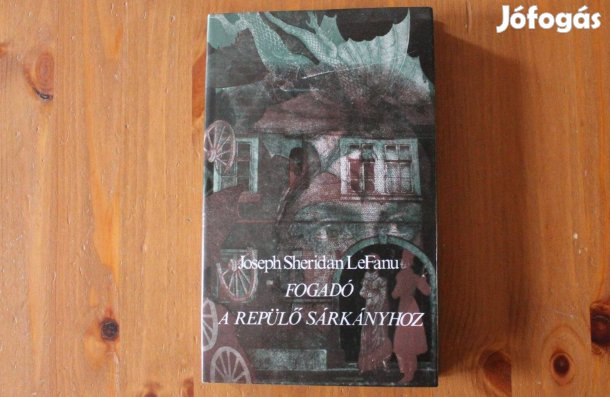 Jófogás
Joseph Sheridan LeFanu
FOGADÓ
A REPÜLŐ SÁRKÁNYHOZ